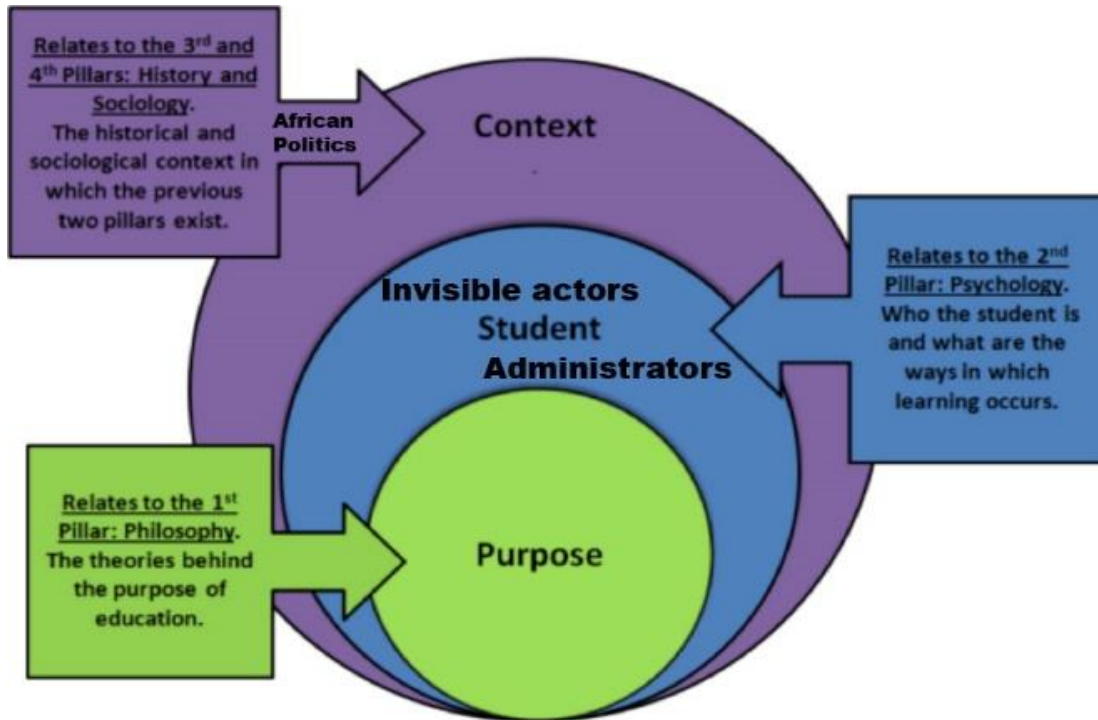 Relates to the 3rd and
4th Pillars: History and
Sociology.
The historical and
sociological context in
which the previous
two pillars exist.
African
Politics
Context
Relates to the 2nd
Pillar: Psychology.
Who the student is
and what are the
ways in which
learning occurs.
Invisible actors
Student
Administrators
Relates to the 1st
Pillar: Philosophy.
The theories behind
the purpose of
education.
Purpose